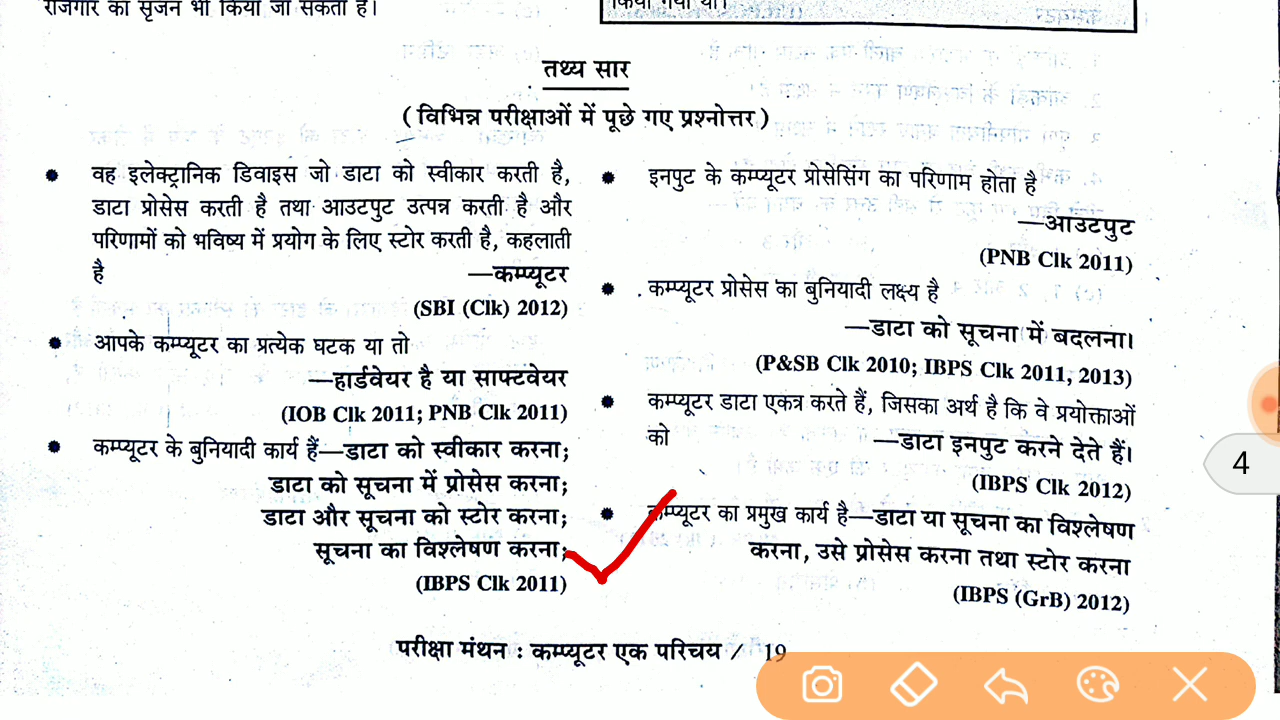 रोजगार का सृजन भी किया जा सकता है।
किया गया था।
तथ्य सार
(विभिन्न परीक्षाओं में पूछे गए प्रश्नोत्तर)
वह इलेक्ट्रानिक डिवाइस जो डाटा को स्वीकार करती है,
डाटा प्रोसेस करती है तथा आउटपुट उत्पन्न करती है और
परिणामों को भविष्य में प्रयोग के लिए स्टोर करती है, कहलाती
है —कम्प्यूटर
(SBI (Clk) 2012)
आपके कम्प्यूटर का प्रत्येक घटक या तो
—हार्डवेयर है या साफ्टवेयर
(IOB Clk 2011; PNB Clk 2011)
कम्प्यूटर के बुनियादी कार्य हैं—डाटा को स्वीकार करना;
डाटा को सूचना में प्रोसेस करना;
डाटा और सूचना को स्टोर करना;
सूचना का विश्लेषण करना;
(IBPS Clk 2011)
इनपुट के कम्प्यूटर प्रोसेसिंग का परिणाम होता है
—आउटपुट
(PNB Clk 2011)
कम्प्यूटर प्रोसेस का बुनियादी लक्ष्य है
—डाटा को सूचना में बदलना।
(P&SB Clk 2010; IBPS Clk 2011, 2013)
कम्प्यूटर डाटा एकत्र करते हैं, जिसका अर्थ है कि वे प्रयोक्ताओं
को —डाटा इनपुट करने देते हैं।
(IBPS Clk 2012)
कम्प्यूटर का प्रमुख कार्य है—डाटा या सूचना का विश्लेषण
करना, उसे प्रोसेस करना तथा स्टोर करना
(IBPS (GrB) 2012)
परीक्षा मंथन : कम्प्यूटर एक परिचय / 19
4